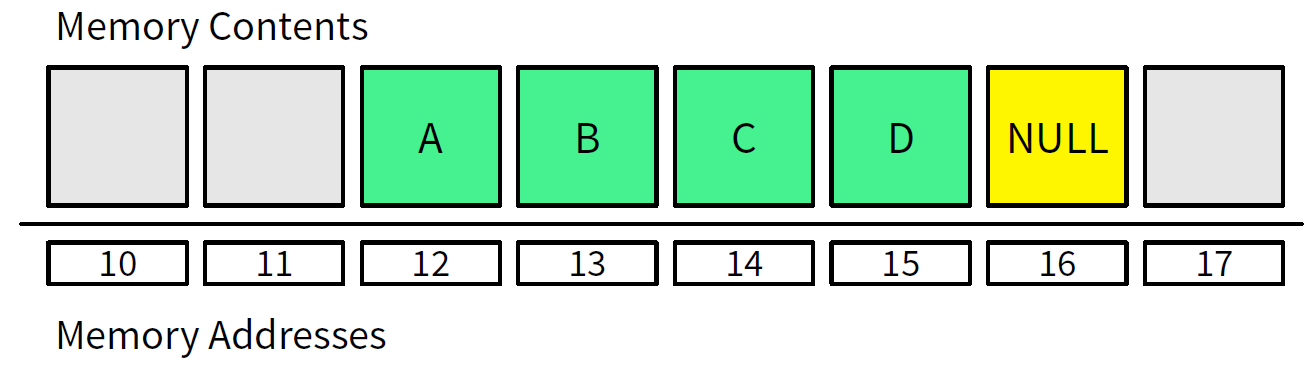 Memory Contents
A B C D NULL
10 11 12 13 14 15 16 17
Memory Addresses